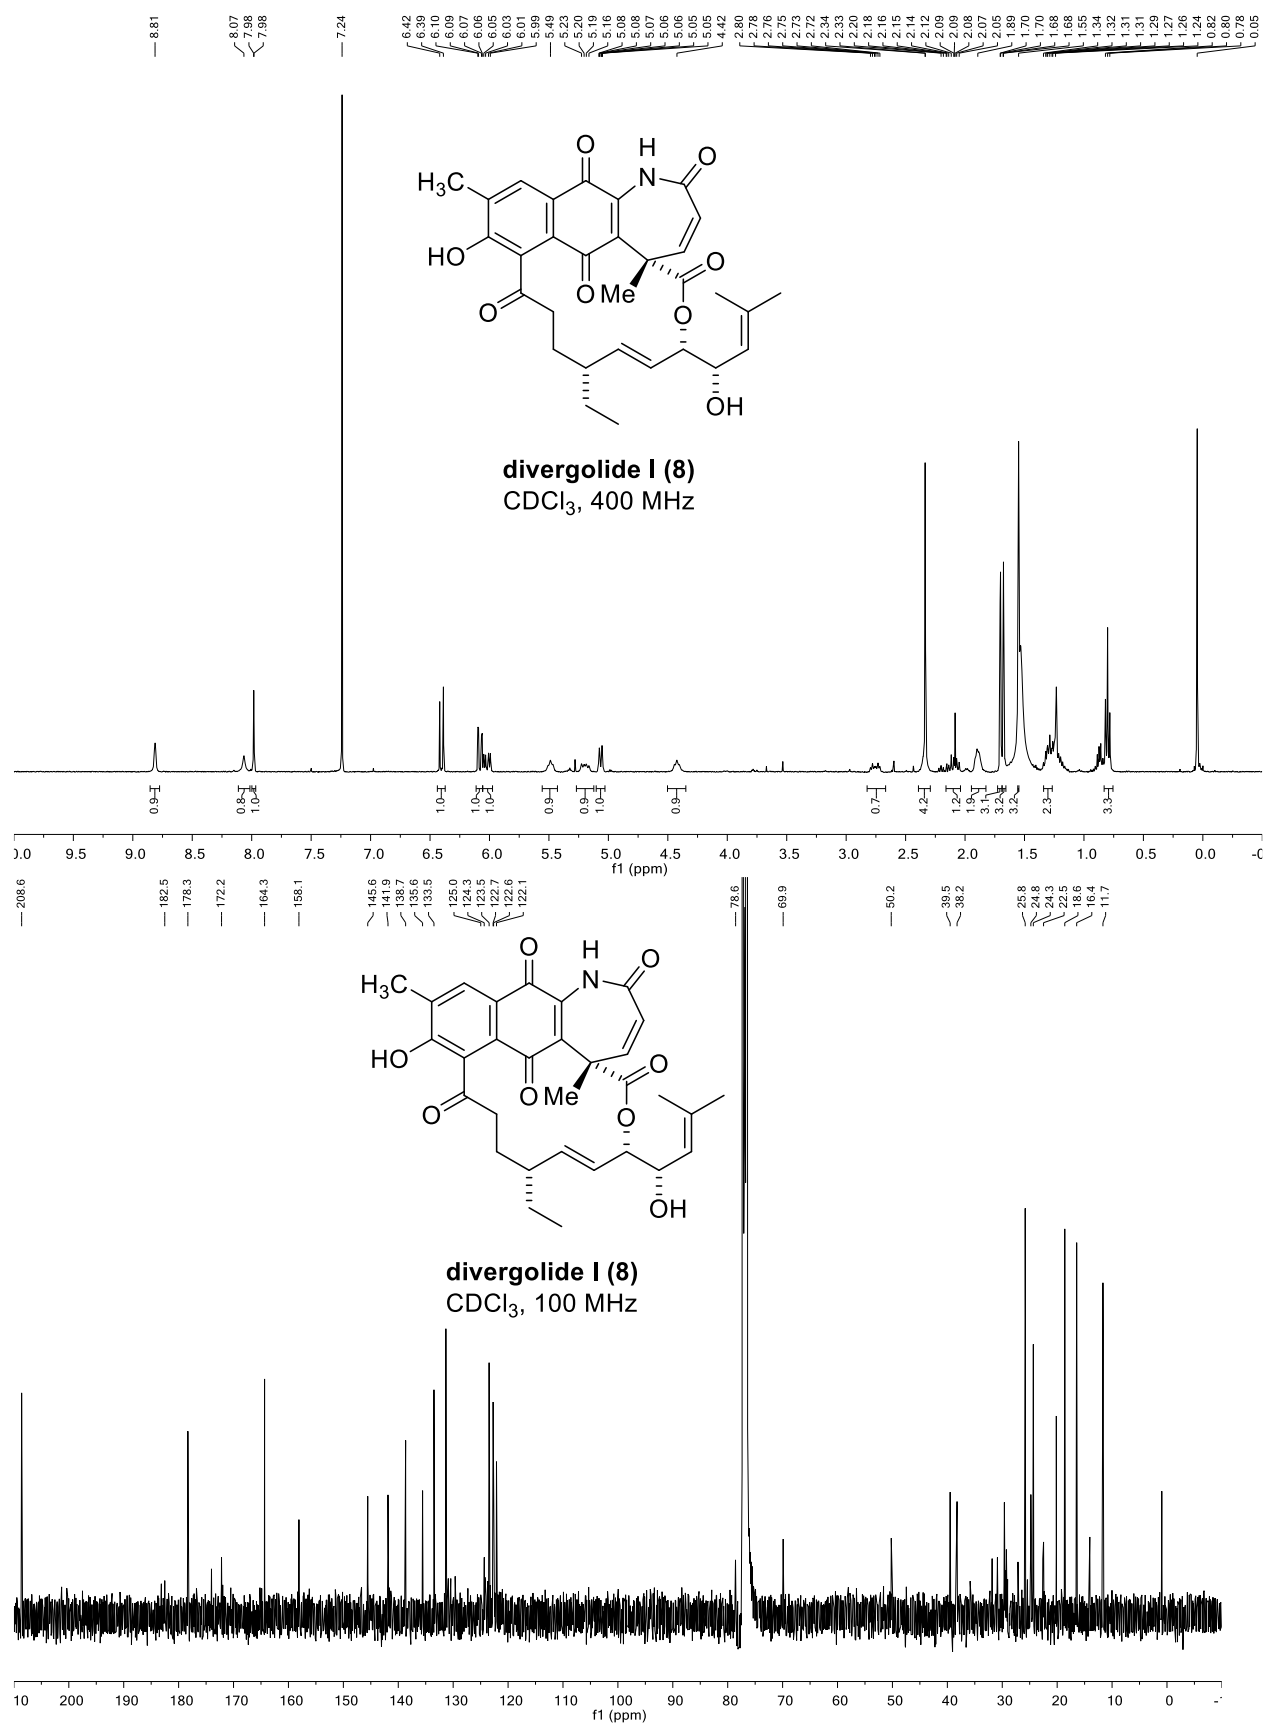 8.81 8.07 7.98 7.98 7.24 6.42 6.39 6.10 6.09 6.07 6.06 6.05 6.03 6.01 5.99 5.49 5.23 5.20 5.19 5.16 5.08 5.08 5.07 5.06 5.06 5.05 5.05 4.42 2.80 2.78 2.76 2.75 2.73 2.72 2.34 2.33 2.20 2.18 2.16 2.15 2.14 2.12 2.09 2.09 2.08 2.07 2.05 1.89 1.70 1.70 1.68 1.68 1.55 1.34 1.32 1.31 1.31 1.29 1.27 1.26 1.24 0.82 0.80 0.78 0.05
O H O
N
H3C
HO
O
O Me O
O
OH
divergolide I (8)
CDCl3, 400 MHz
0.9 0.8 1.0 1.0 1.0 1.0 0.9 0.9 1.0 0.9 0.7 4.2 1.2 1.9 3.1 3.2 3.2 2.3 3.3
0.0 9.5 9.0 8.5 8.0 7.5 7.0 6.5 6.0 5.5 5.0 4.5 4.0 3.5 3.0 2.5 2.0 1.5 1.0 0.5 0.0 -0
f1 (ppm)
208.6 182.5 178.3 172.2 164.3 158.1 145.6 141.9 138.7 135.6 133.5 125.0 124.3 123.5 122.7 122.6 122.1 78.6 69.9 50.2 39.5 38.2 25.8 24.8 24.3 22.5 18.6 16.4 11.7
O H O
N
H3C
HO
O
O Me O
O
OH
divergolide I (8)
CDCl3, 100 MHz
10 200 190 180 170 160 150 140 130 120 110 100 90 80 70 60 50 40 30 20 10 0 -1
f1 (ppm)